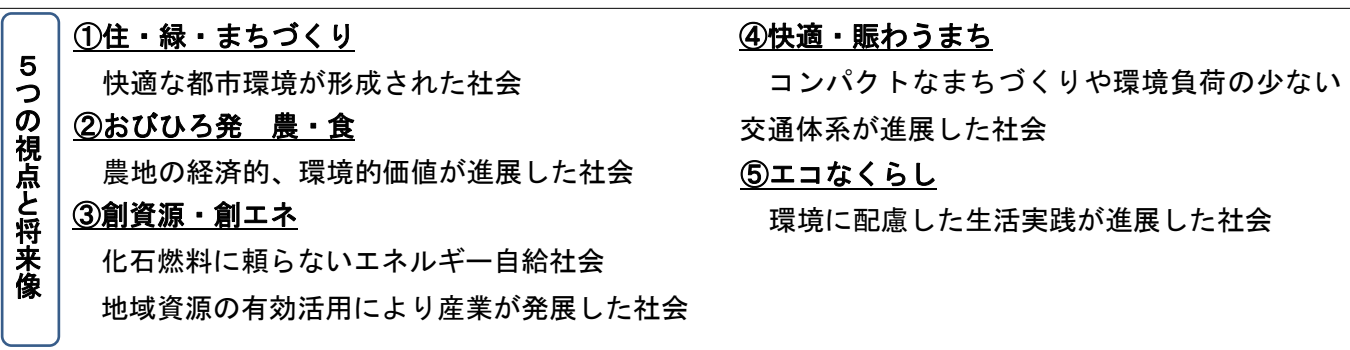 ５つの視点と将来像
①住・緑・まちづくり
快適な都市環境が形成された社会
②おびひろ発　農・食
農地の経済的、環境的価値が進展した社会
③創資源・創エネ
化石燃料に頼らないエネルギー自給社会
地域資源の有効活用により産業が発展した社会
④快適・賑わうまち
コンパクトなまちづくりや環境負荷の少ない
交通体系が進展した社会
⑤エコなくらし
環境に配慮した生活実践が進展した社会